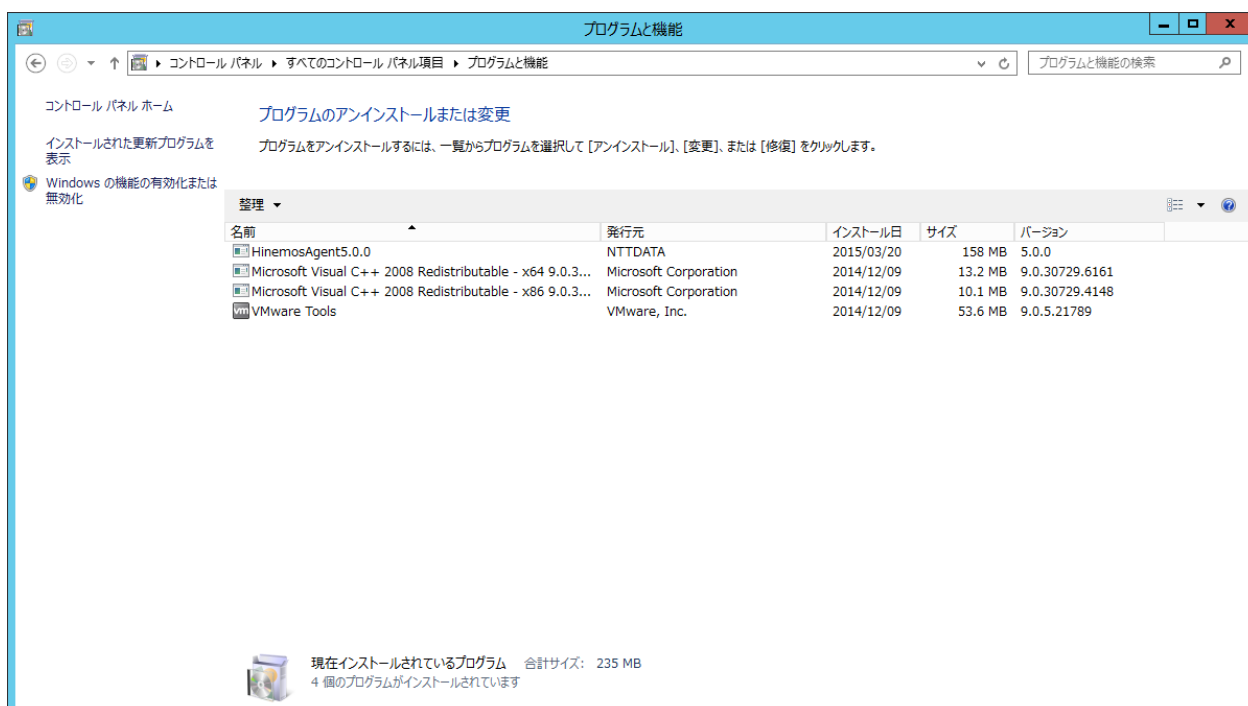 プログラムと機能
コントロール パネル ▸ すべてのコントロール パネル項目 ▸ プログラムと機能
プログラムと機能の検索
コントロール パネル ホーム
インストールされた更新プログラムを
表示
Windows の機能の有効化または
無効化
プログラムのアンインストールまたは変更
プログラムをアンインストールするには、一覧からプログラムを選択して [アンインストール]、[変更]、または [修復] をクリックします。
整理
名前 発行元 インストール日 サイズ バージョン
HinemosAgent5.0.0 NTTDATA 2015/03/20 158 MB 5.0.0
Microsoft Visual C++ 2008 Redistributable - x64 9.0.3... Microsoft Corporation 2014/12/09 13.2 MB 9.0.30729.6161
Microsoft Visual C++ 2008 Redistributable - x86 9.0.3... Microsoft Corporation 2014/12/09 10.1 MB 9.0.30729.4148
vm VMware Tools VMware, Inc. 2014/12/09 53.6 MB 9.0.5.21789
現在インストールされているプログラム 合計サイズ: 235 MB
4 個のプログラムがインストールされています